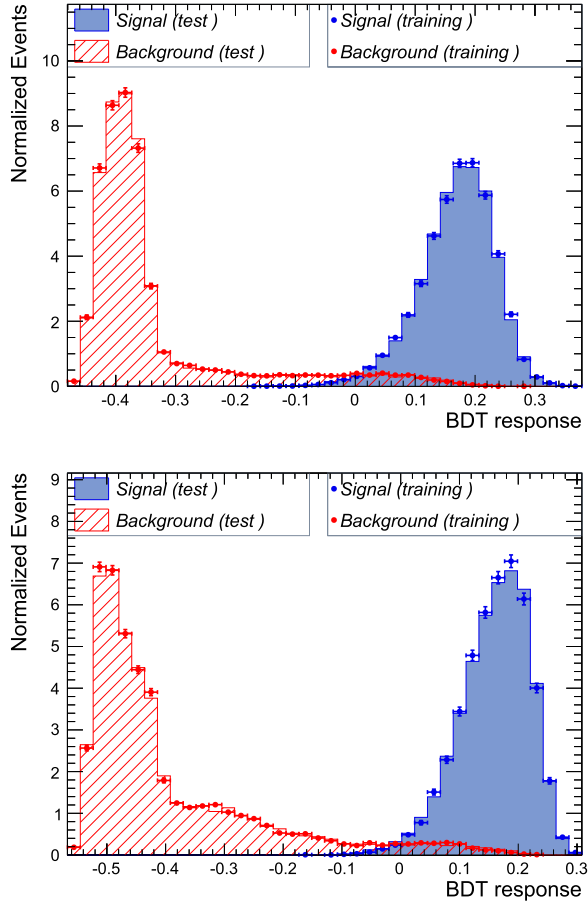 Normalized Events
Signal (test )
Background (test )
Signal (training )
Background (training )
10
8
6
4
2
0
-0.4 -0.3 -0.2 -0.1 0 0.1 0.2 0.3
BDT response
Normalized Events
Signal (test )
Background (test )
Signal (training )
Background (training )
9
8
7
6
5
4
3
2
1
0
-0.5 -0.4 -0.3 -0.2 -0.1 0 0.1 0.2 0.3
BDT response